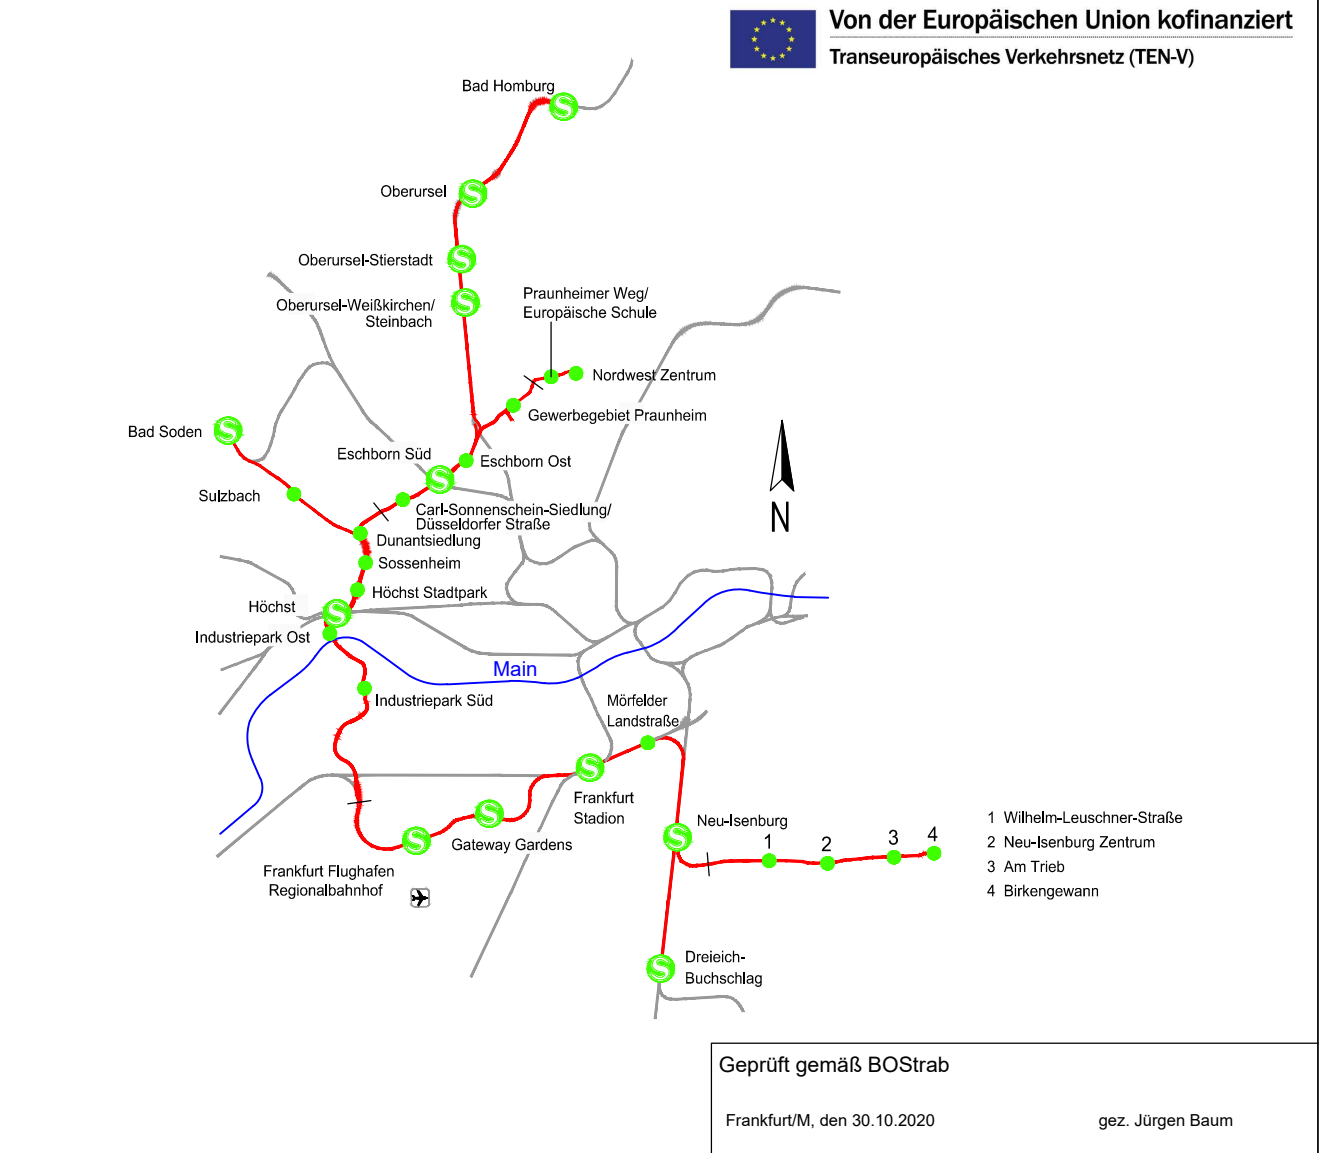 Von der Europäischen Union kofinanziert
Transeuropäisches Verkehrsnetz (TEN-V)
Bad Homburg
Oberursel
Oberursel-Stierstadt
Oberursel-Weißkirchen/
Steinbach
Praunheimer Weg/
Europäische Schule
Nordwest Zentrum
Gewerbegebiet Praunheim
Bad Soden
Eschborn Süd
Eschborn Ost
Sulzbach
Carl-Sonnenschein-Siedlung/
Düsseldorfer Straße
Dunantsiedlung
Sossenheim
Höchst Stadtpark
Höchst
Industriepark Ost
Main
Industriepark Süd
Mörfelder
Landstraße
Frankfurt
Stadion
Gateway Gardens
Frankfurt Flughafen
Regionalbahnhof
Neu-Isenburg
1
2
3
4
Dreieich-
Buchschlag
N
1 Wilhelm-Leuschner-Straße
2 Neu-Isenburg Zentrum
3 Am Trieb
4 Birkengewann
S
S
S
S
S
S
S
S
S
S
S
S
Geprüft gemäß BOStrab
Frankfurt/M, den 30.10.2020
gez. Jürgen Baum